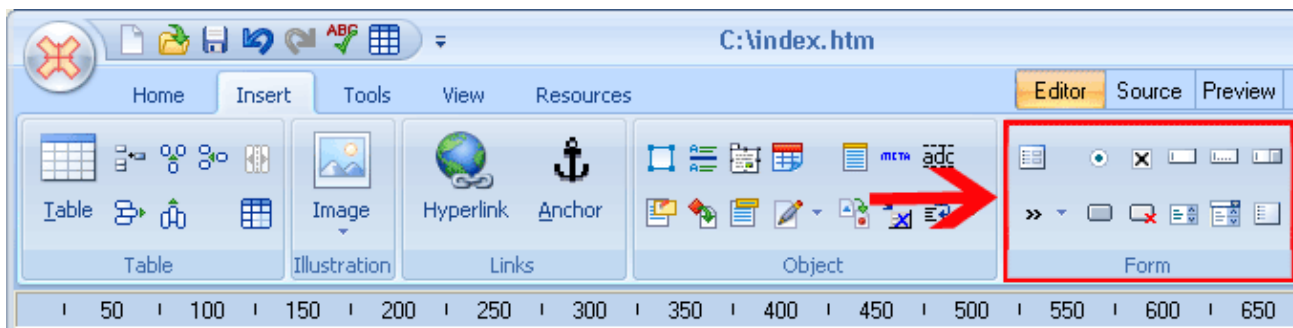 ABC
C:\index.htm
Home Insert Tools View Resources Editor Source Preview
META adc
Table Image Hyperlink Anchor
Table Illustration Links Object Form
50 100 150 200 250 300 350 400 450 500 550 600 650